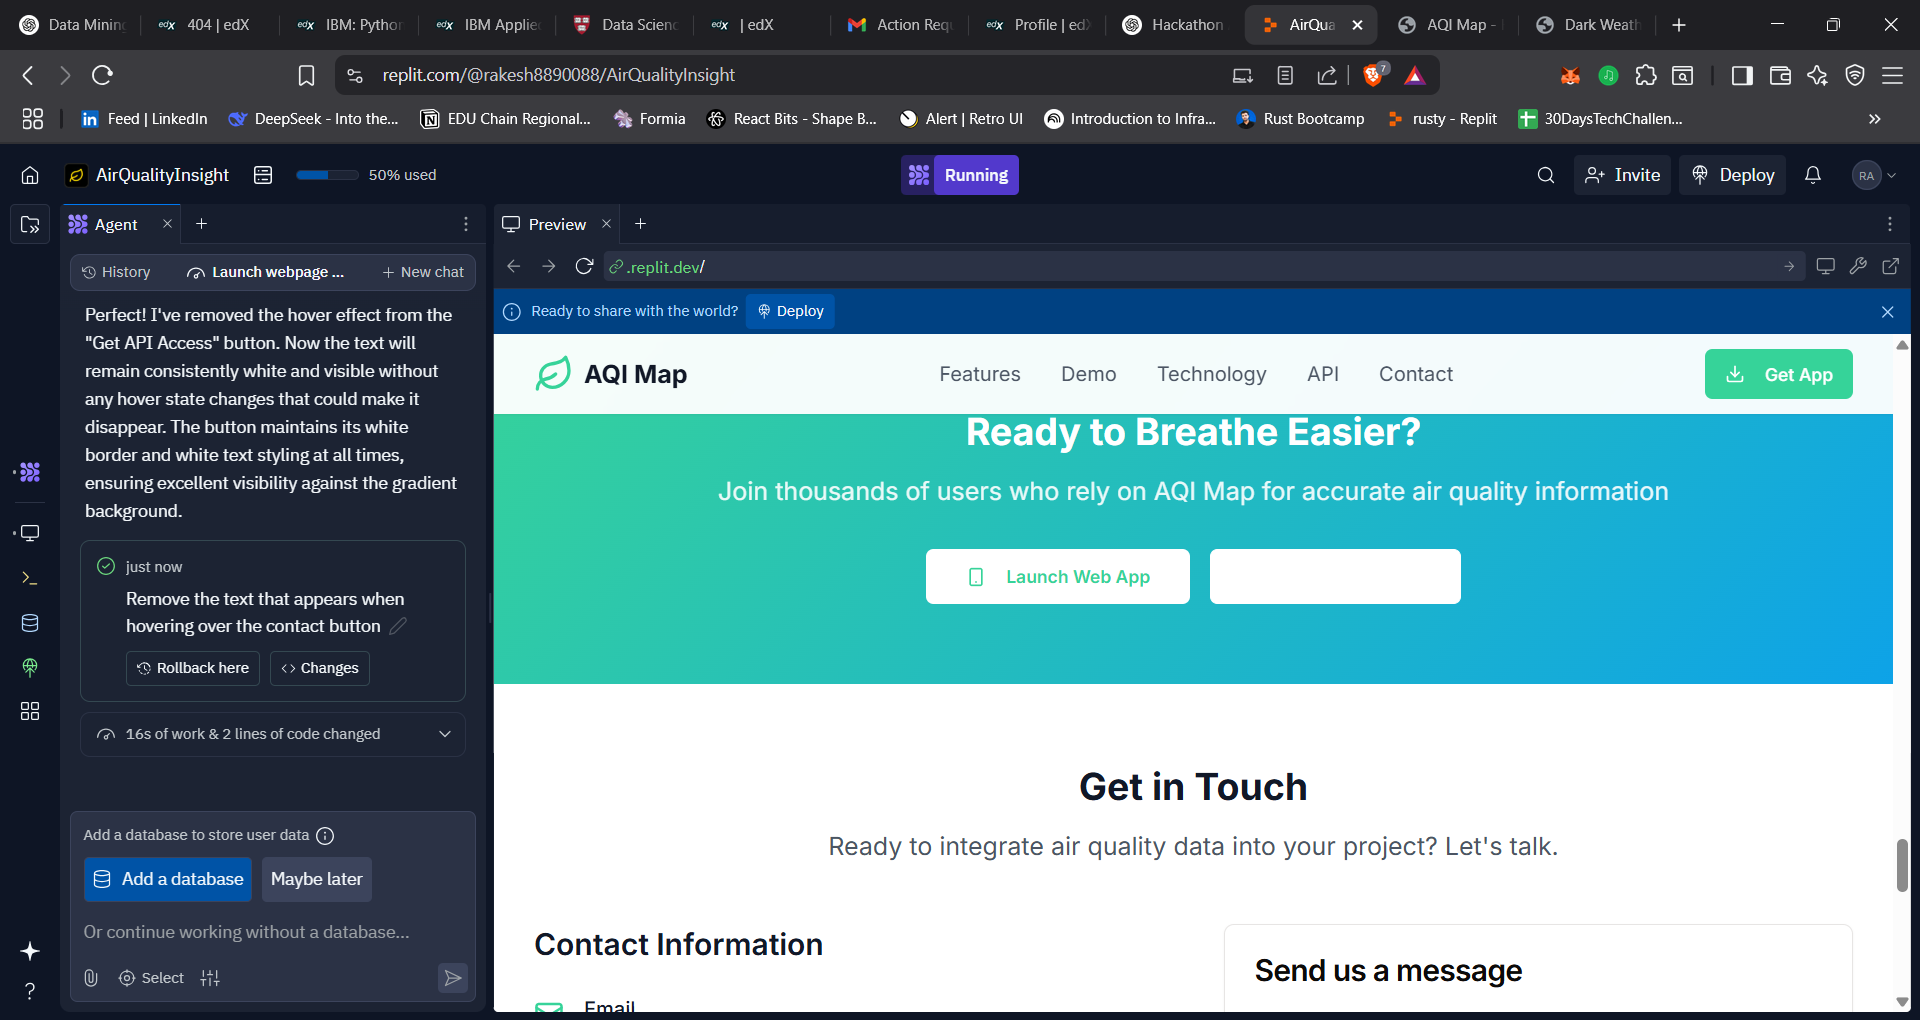 Data Mining
edX 404 | edX
edX IBM: Python
edX IBM Applie
Data Scienc
edX | edX
Action Req
edX Profile | edX
Hackathon
AirQua
AQI Map -
Dark Weath
replit.com/@rakesh8890088/AirQualityInsight
7
Feed | LinkedIn
DeepSeek - Into the...
EDU Chain Regional...
Formia
React Bits - Shape B...
Alert | Retro UI
Introduction to Infra...
Rust Bootcamp
rusty - Replit
30DaysTechChallen...
AirQualityInsight
50% used
Running
Invite
Deploy
RA
Agent
Preview
History
Launch webpage ...
New chat
.replit.dev/
Perfect! I've removed the hover effect from the
"Get API Access" button. Now the text will
remain consistently white and visible without
any hover state changes that could make it
disappear. The button maintains its white
border and white text styling at all times,
ensuring excellent visibility against the gradient
background.
just now
Remove the text that appears when
hovering over the contact button
Rollback here
Changes
16s of work & 2 lines of code changed
Add a database to store user data
Add a database
Maybe later
Or continue working without a database...
Select
Ready to share with the world?
Deploy
AQI Map
Features
Demo
Technology
API
Contact
Get App
Ready to Breathe Easier?
Join thousands of users who rely on AQI Map for accurate air quality information
Launch Web App
Get in Touch
Ready to integrate air quality data into your project? Let's talk.
Contact Information
Email
Send us a message